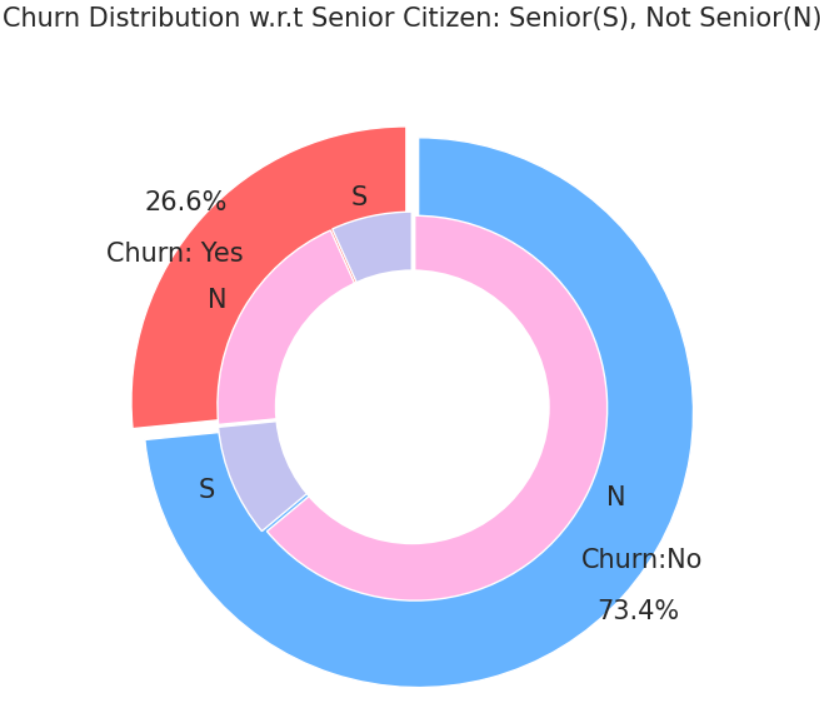 Churn Distribution w.r.t Senior Citizen: Senior(S), Not Senior(N)
S
26.6%
Churn: Yes
N
S
N
Churn:No
73.4%